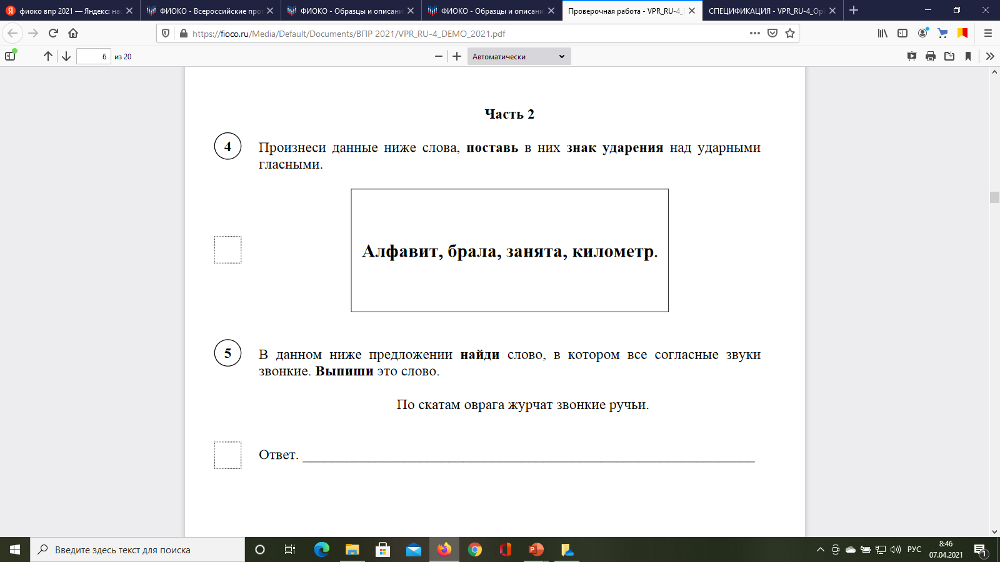 фиоко впр 2021 — Яндекс: на
ФИОКО - Всероссийские про
ФИОКО - Образцы и описани
ФИОКО - Образцы и описани
Проверочная работа - VPR_RU-4_
СПЕЦИФИКАЦИЯ - VPR_RU-4_Op
https://fioco.ru/Media/Default/Documents/ВПР 2021/VPR_RU-4_DEMO_2021.pdf
6 из 20
Автоматически
Часть 2
4 Произнеси данные ниже слова, поставь в них знак ударения над ударными
гласными.
Алфавит, брала, занята, километр.
5 В данном ниже предложении найди слово, в котором все согласные звуки
звонкие. Выпиши это слово.
По скатам оврага журчат звонкие ручьи.
Ответ.
Введите здесь текст для поиска
РУС
8:46
07.04.2021
1